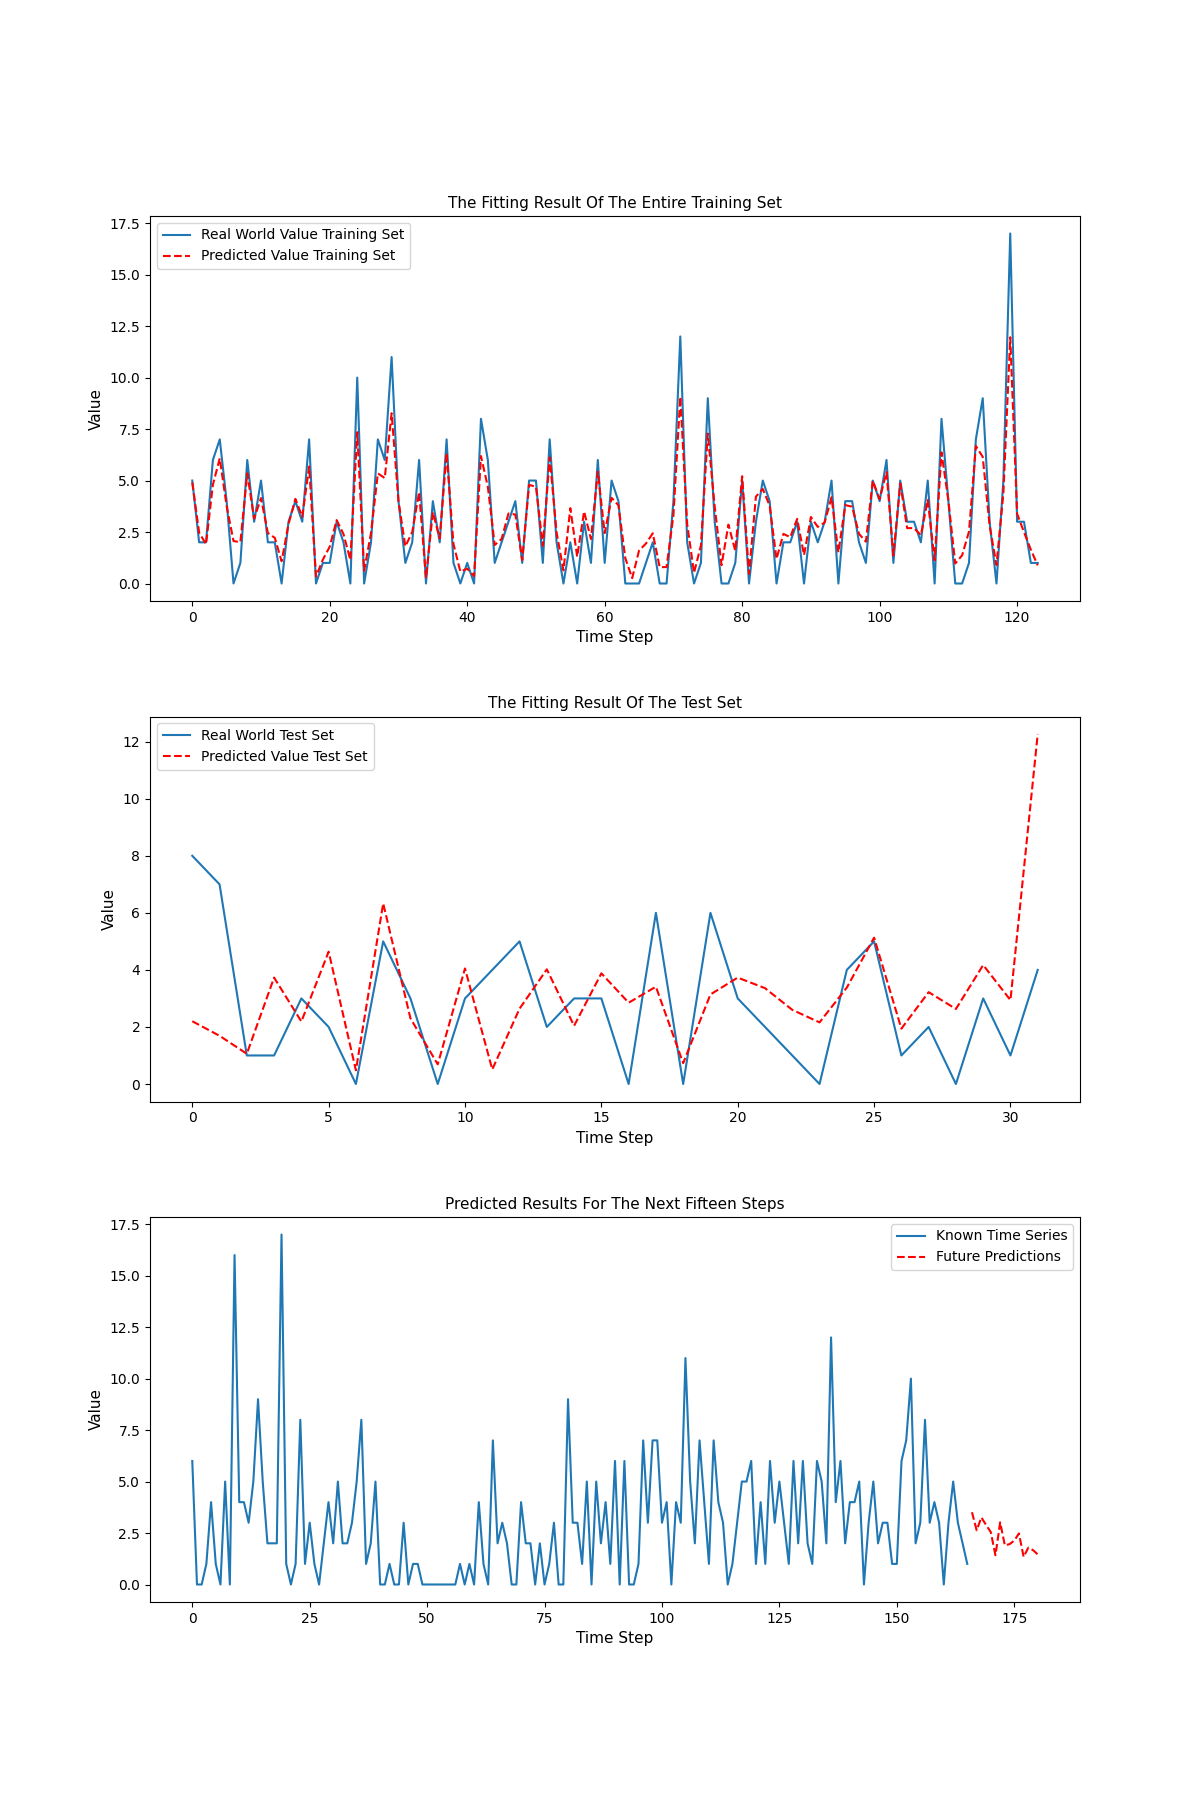 The Fitting Result Of The Entire Training Set
Real World Value Training Set
Predicted Value Training Set
Value
17.5
15.0
12.5
10.0
7.5
5.0
2.5
0.0
0 20 40 60 80 100 120
Time Step
The Fitting Result Of The Test Set
Real World Test Set
Predicted Value Test Set
Value
12
10
8
6
4
2
0
0 5 10 15 20 25 30
Time Step
Predicted Results For The Next Fifteen Steps
Known Time Series
Future Predictions
Value
17.5
15.0
12.5
10.0
7.5
5.0
2.5
0.0
0 25 50 75 100 125 150 175
Time Step